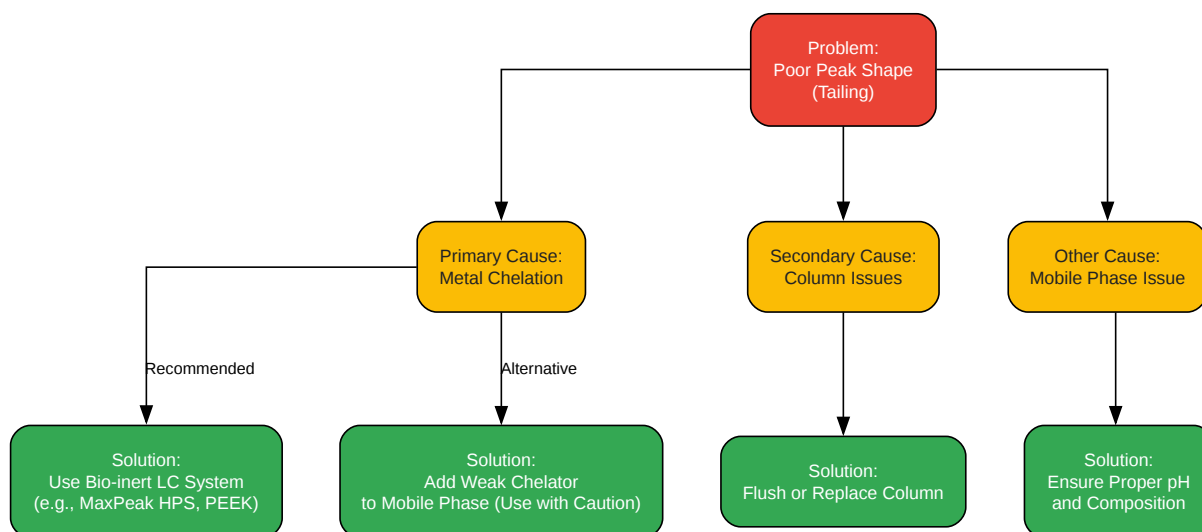 Problem:
Poor Peak Shape
(Tailing)
Primary Cause:
Metal Chelation
Secondary Cause:
Column Issues
Other Cause:
Mobile Phase Issue
Recommended
Alternative
Solution:
Use Bio-inert LC System
(e.g., MaxPeak HPS, PEEK)
Solution:
Add Weak Chelator
to Mobile Phase (Use with Caution)
Solution:
Flush or Replace Column
Solution:
Ensure Proper pH
and Composition